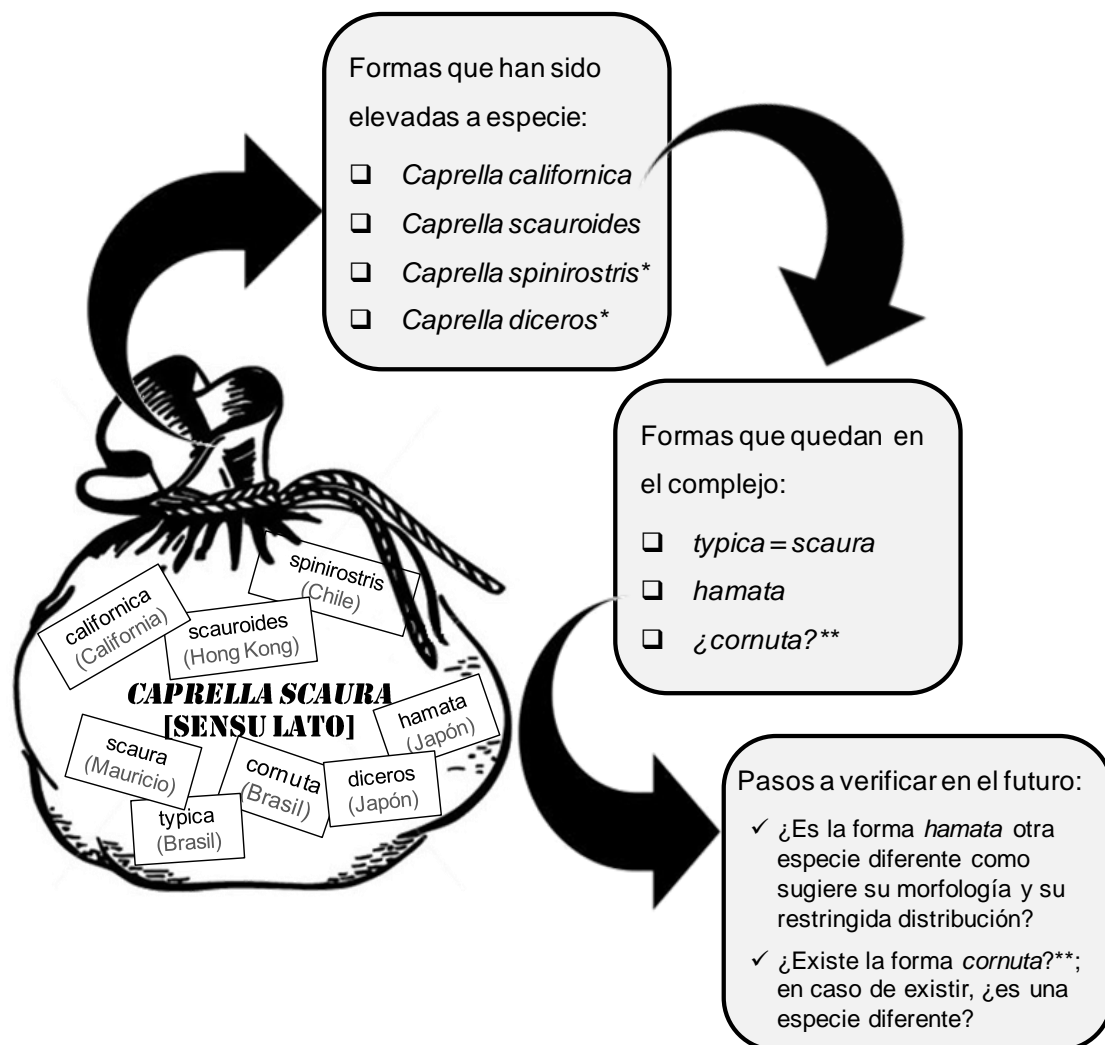 Formas que han sido
elevadas a especie:
❑ Caprella californica
❑ Caprella scauroides
❑ Caprella spinirostris*
❑ Caprella diceros*
Formas que quedan en
el complejo:
❑ typica = scaura
❑ hamata
❑ ¿cornuta?**
spinirostris
(Chile)
californica
(California)
scauroides
(Hong Kong)
CAPRELLA SCAURA
[SENSU LATO]
hamata
(Japón)
scaura
(Mauricio)
cornuta
(Brasil)
diceros
(Japón)
typica
(Brasil)
Pasos a verificar en el futuro:
✓ ¿Es la forma hamata otra
especie diferente como
sugiere su morfología y su
restringida distribución?
✓ ¿Existe la forma cornuta?**;
en caso de existir, ¿es una
especie diferente?